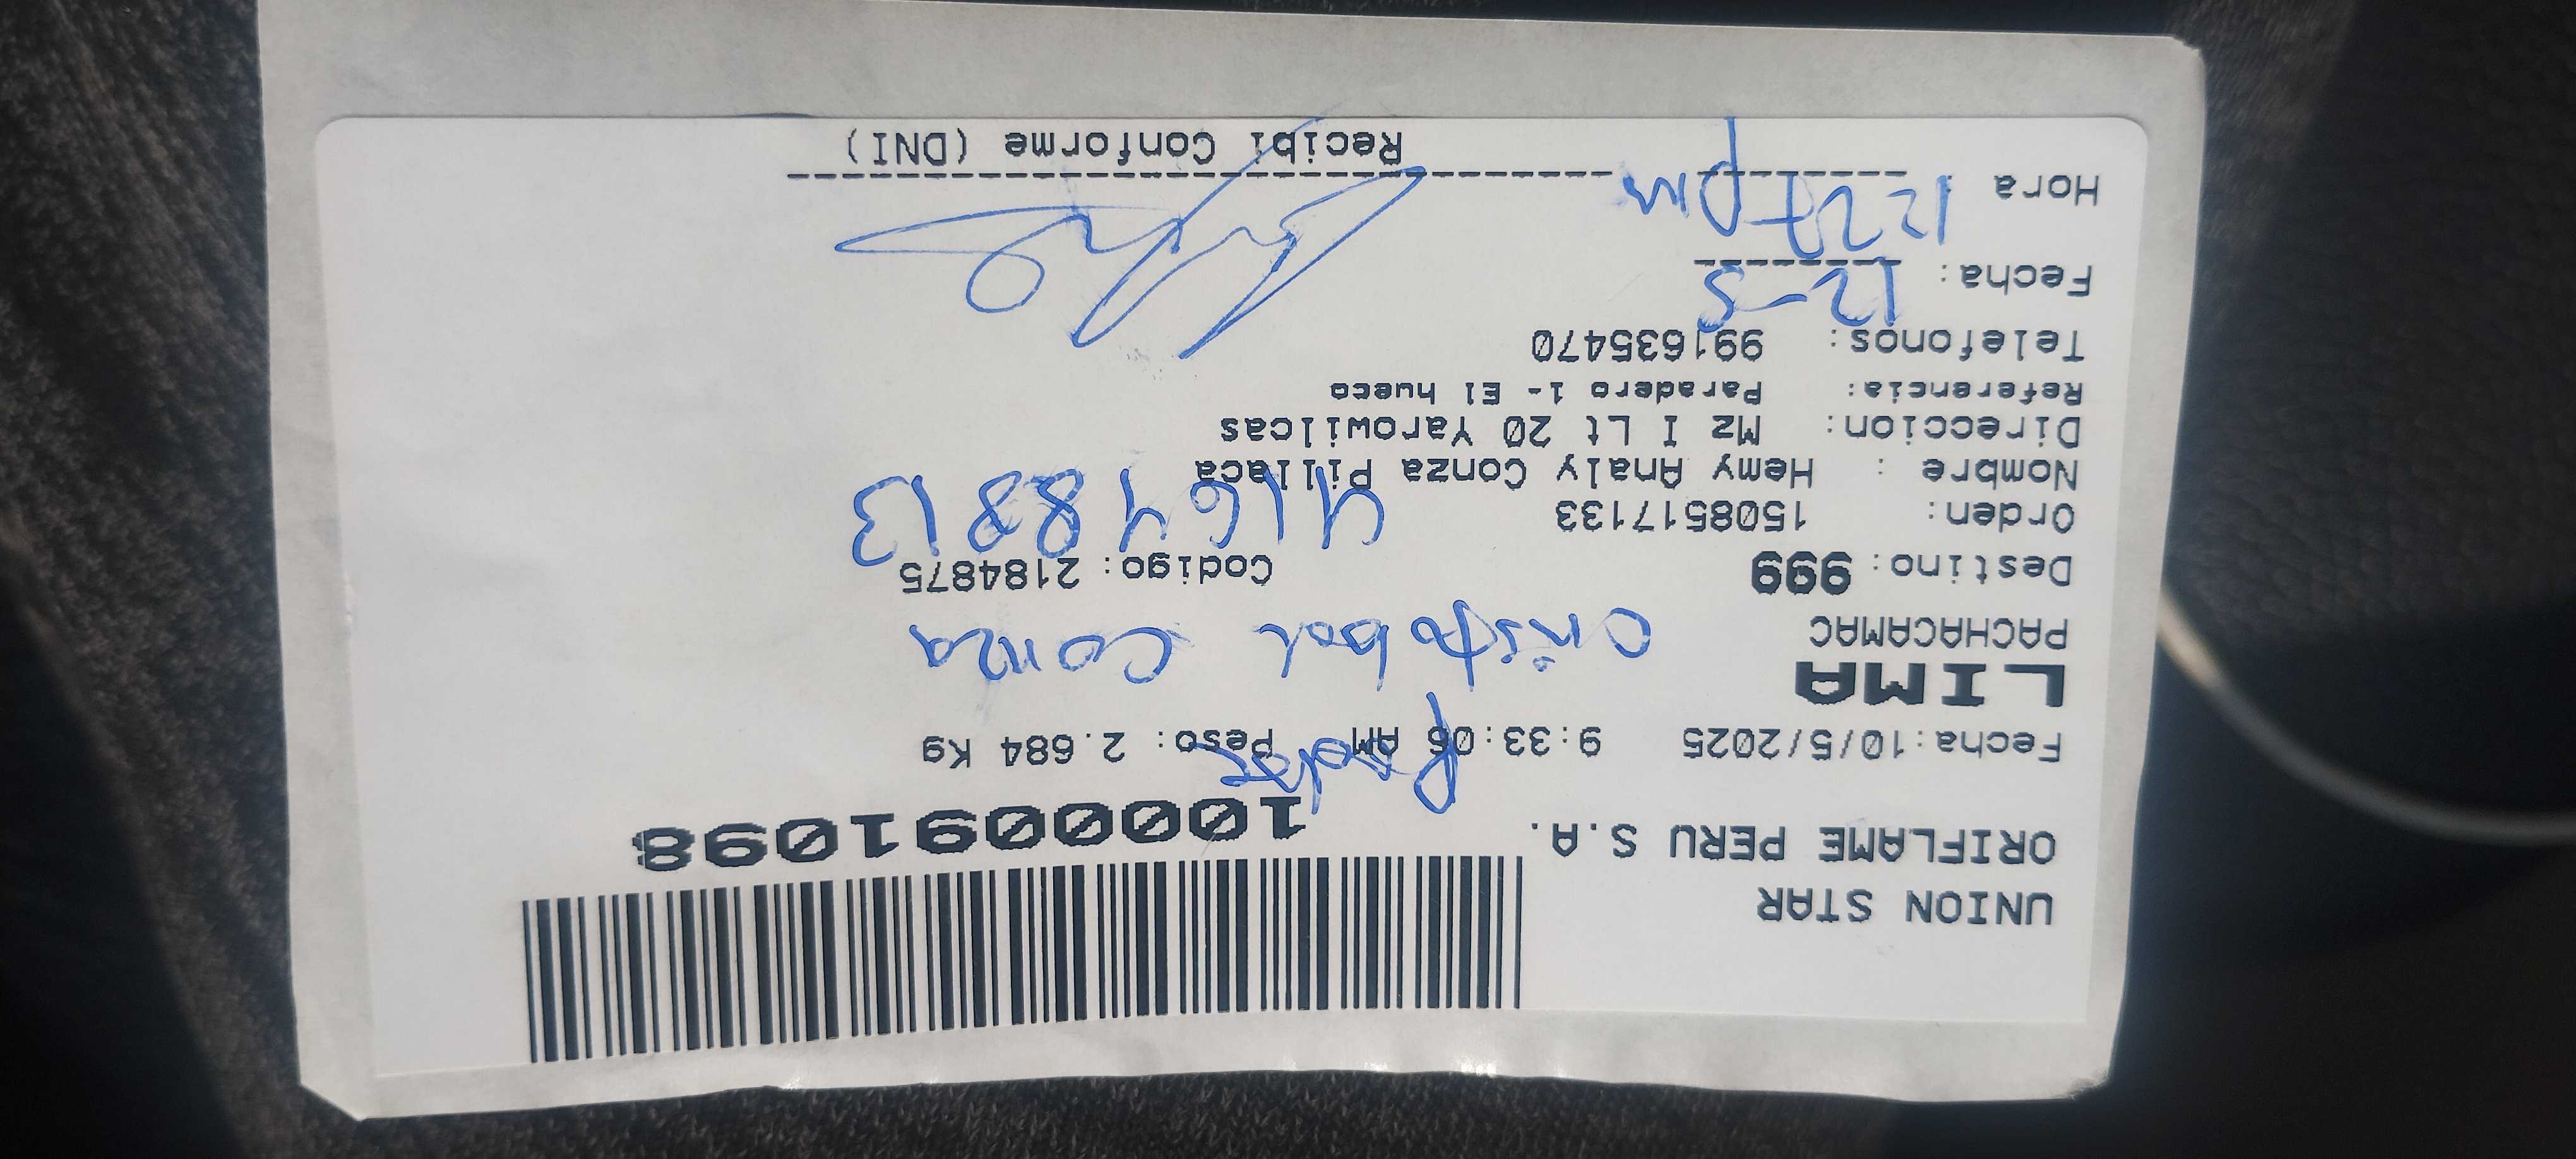 UNION STAR
ORIFLAME PERU S.A.
1000091098
Fecha:10/5/2025 9:33:06 AM Peso: 2.684 Kg
LIMA
PACHACAMAC
Cristobal Conza
Destino: 999 Codigo: 2184875
41648813
Orden: 1508517133
Nombre : Hemy Analy Conza Pillaca
Direccion: Mz I Lt 20 Yarowilcas
Referencia: Paradero 1- El hueco
Telefonos: 991635470
Fecha: 12-5
Hora : 1227 pm
Recibi Conforme (DNI)